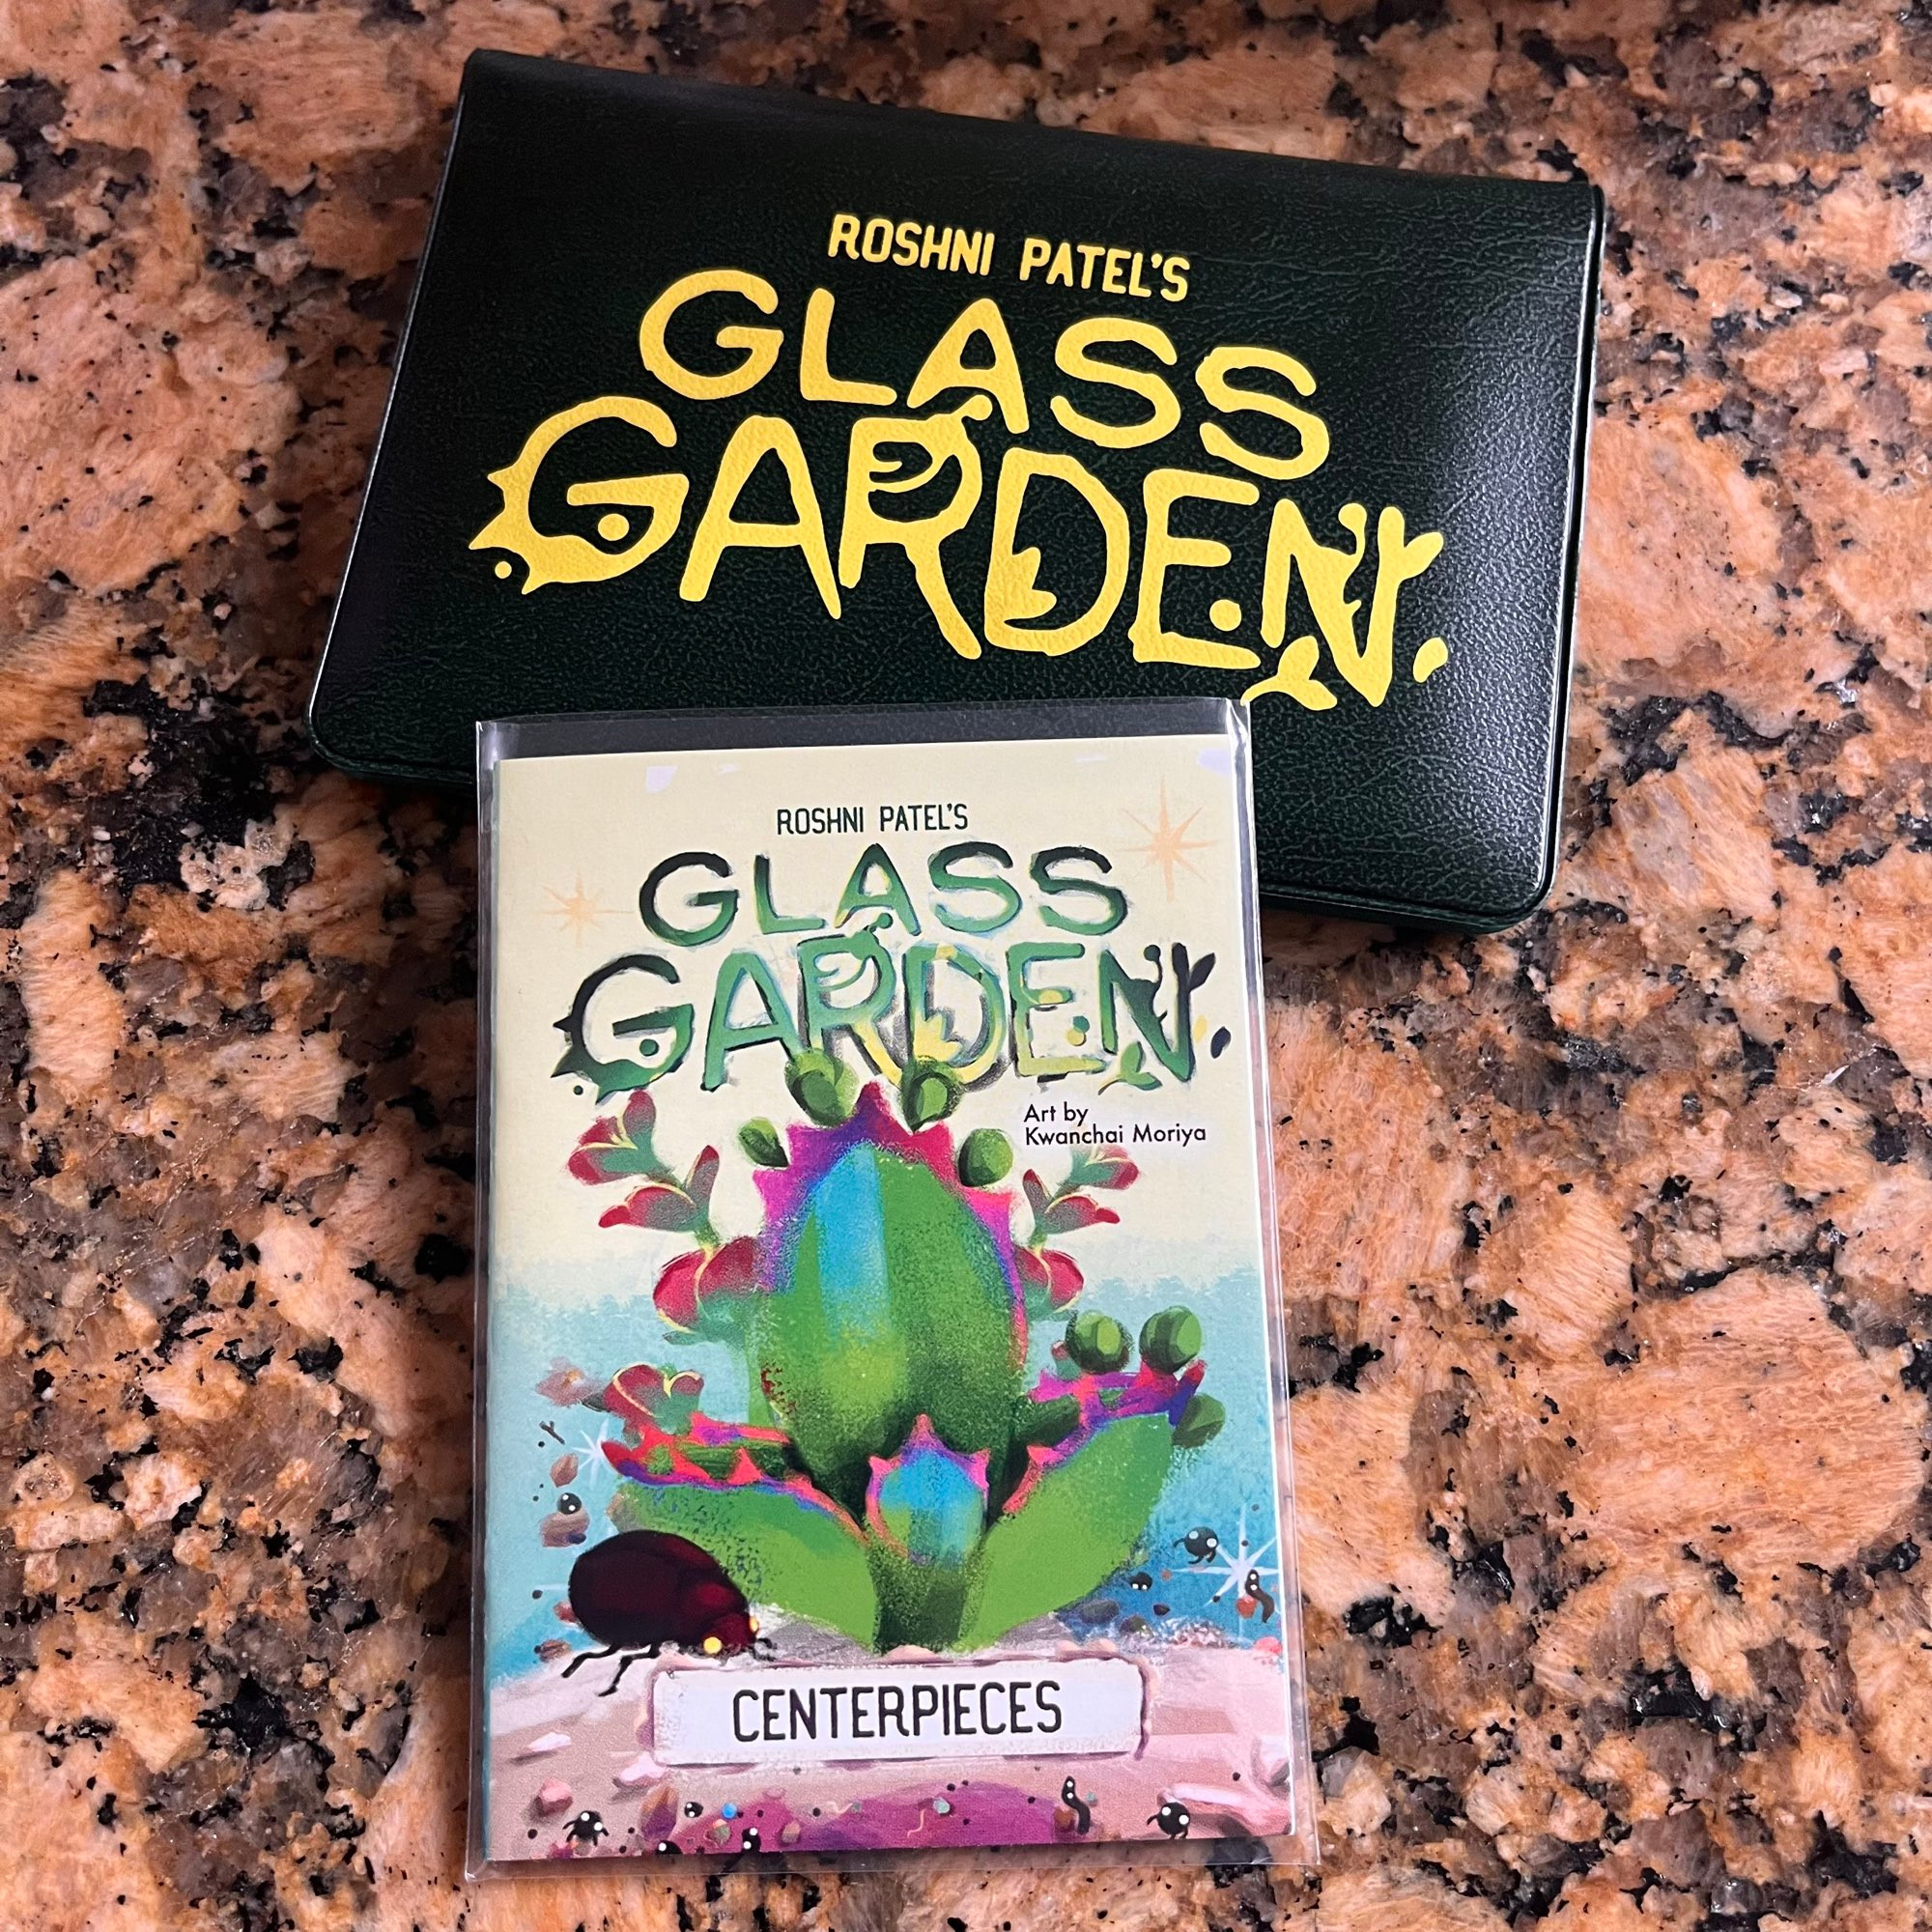 ROSHNI PATEL'S
GLASS
GARDEN.
ROSHNI PATEL'S
GLASS
GARDEN.
Art by
Kwanchai Moriya
CENTERPIECES